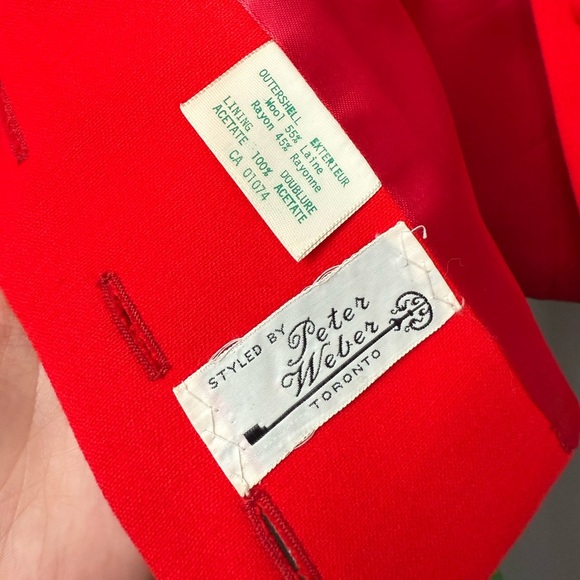 OUTERSHELL EXTERIEUR
Wool 55% Laine
Rayon 45% Rayonne
LINING DOUBLURE
ACETATE 100% ACETATE
CA 01074
STYLED BY
Peter
Weber
TORONTO